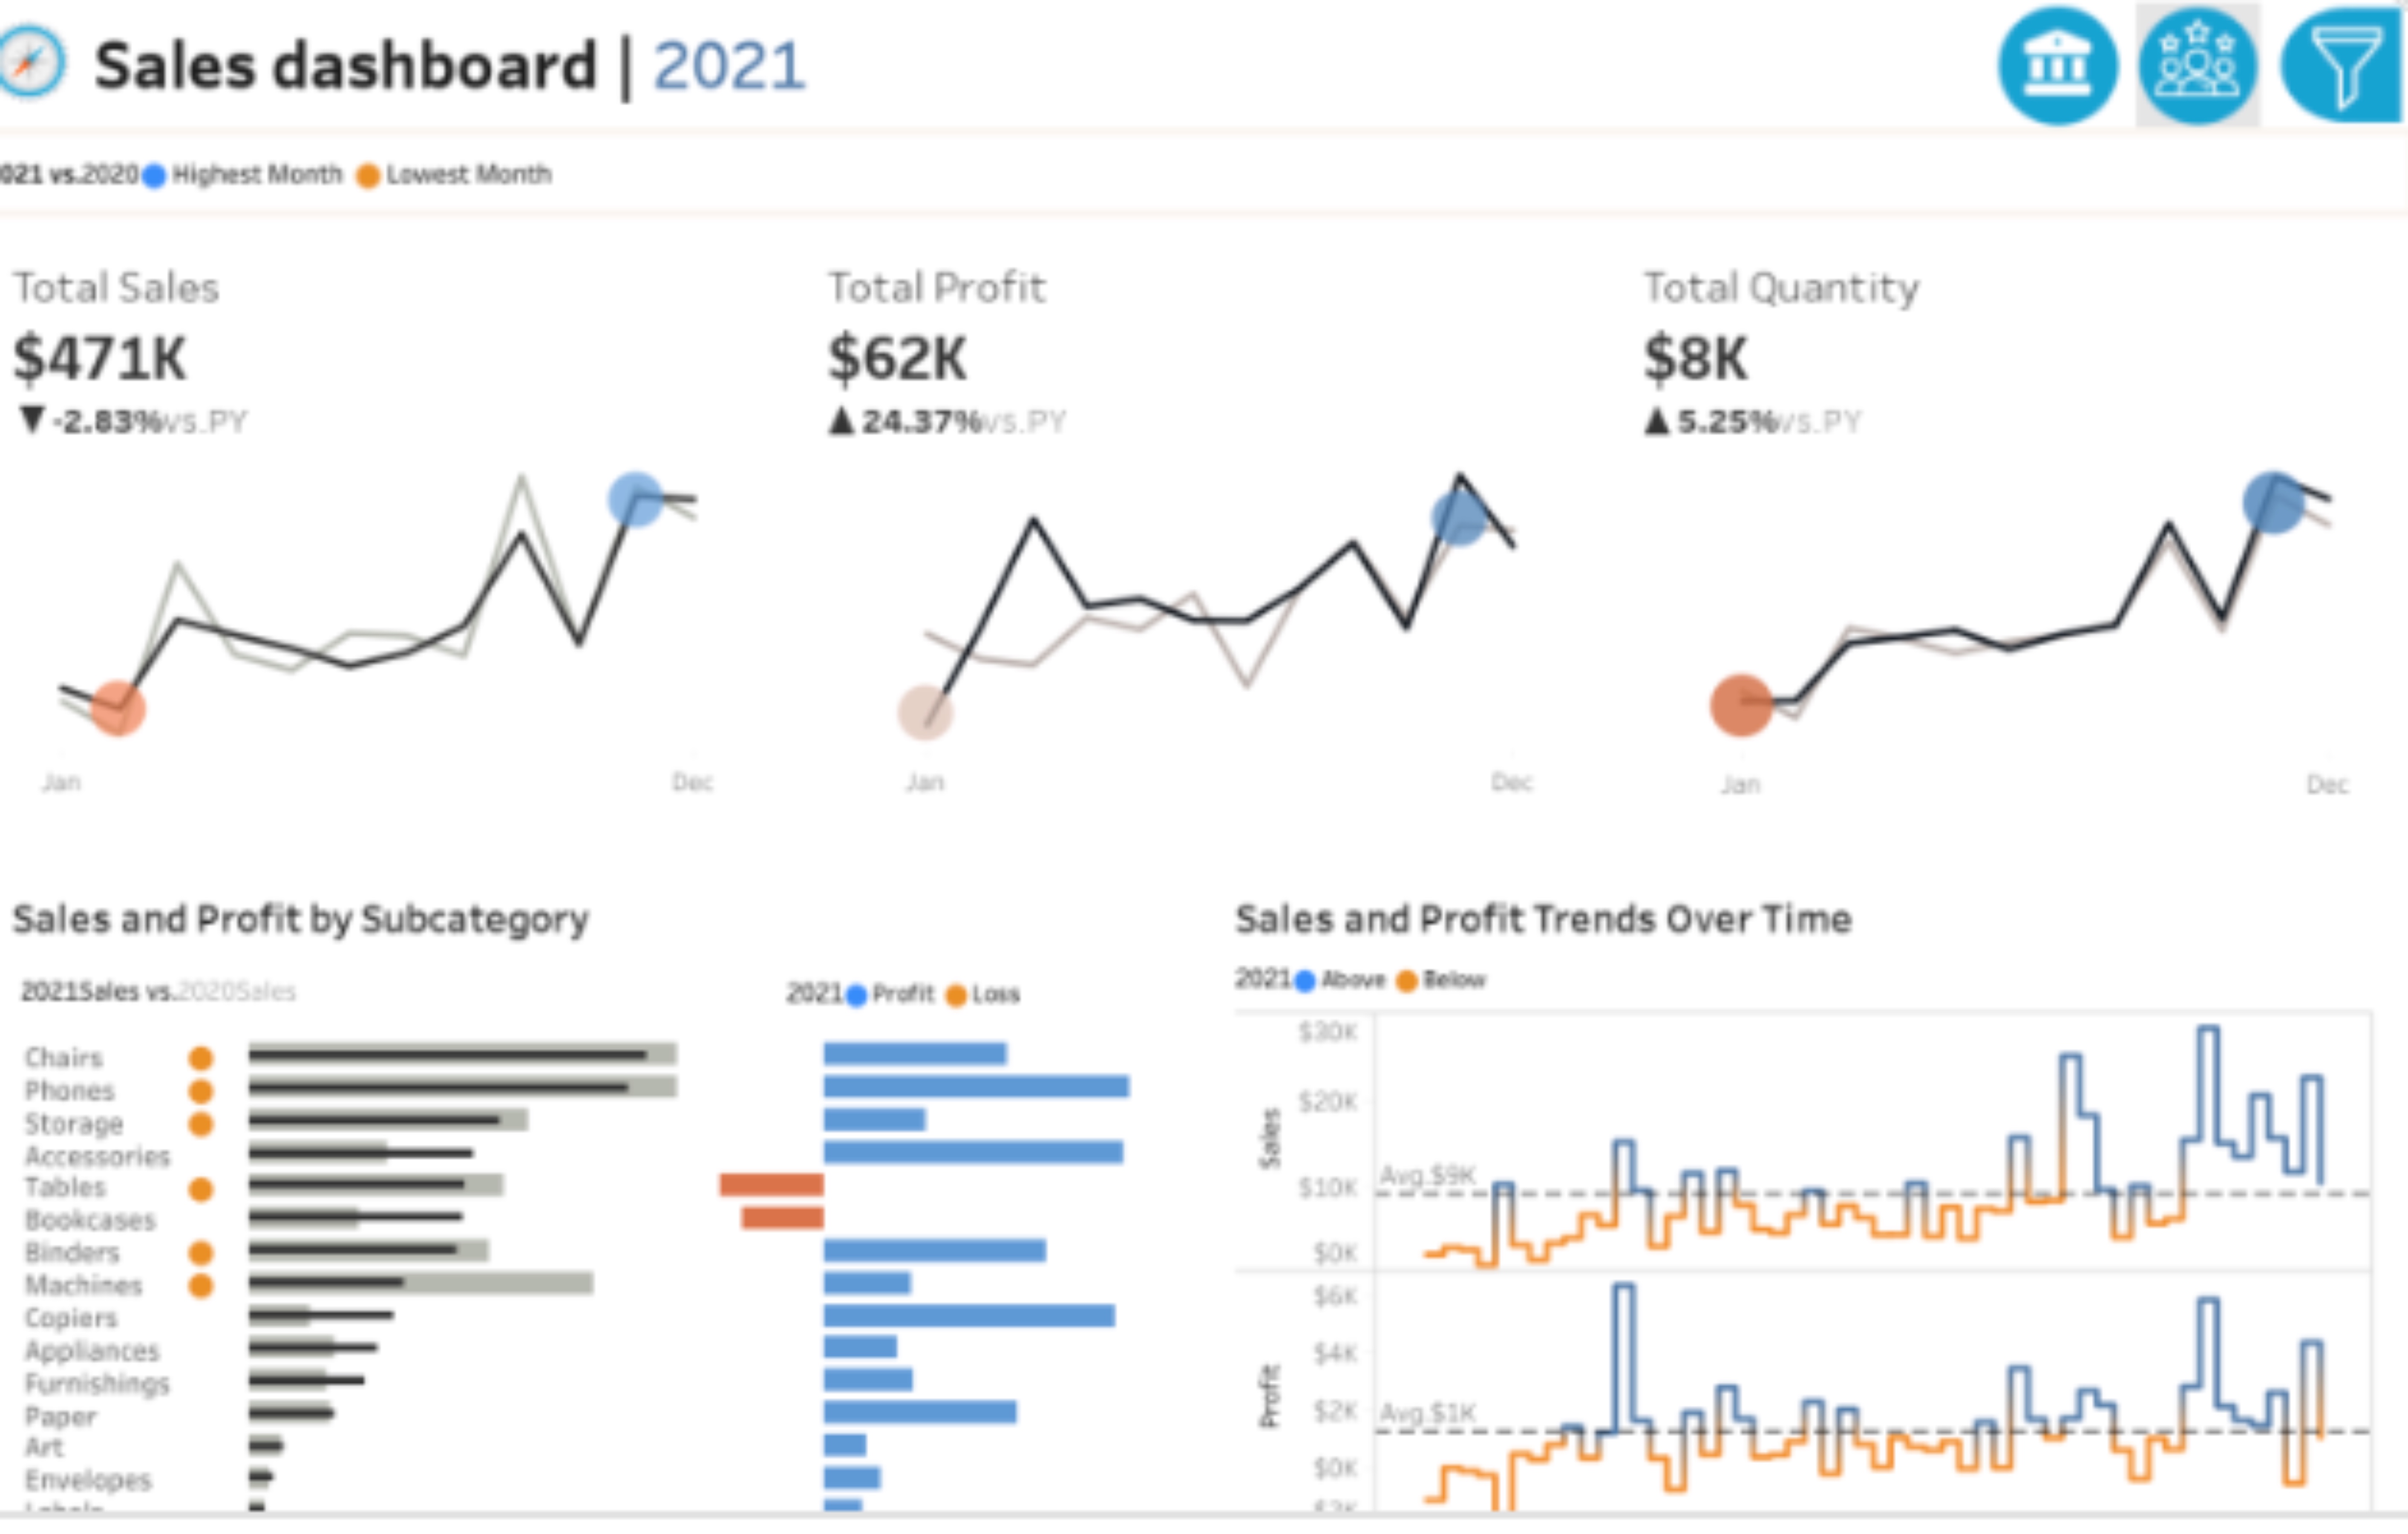 Sales dashboard | 2021
021 vs.2020 Highest Month Lowest Month
Total Sales
$471K
▼ -2.83%vs.PY
Jan Dec
Total Profit
$62K
▲ 24.37%vs.PY
Jan Dec
Total Quantity
$8K
▲ 5.25%vs.PY
Jan Dec
Sales and Profit by Subcategory
2021Sales vs.2020Sales
2021 Profit Loss
Chairs
Phones
Storage
Accessories
Tables
Bookcases
Binders
Machines
Copiers
Appliances
Furnishings
Paper
Art
Envelopes
Labels
Sales and Profit Trends Over Time
2021 Above Below
Sales
$30K
$20K
Avg.$9K
$10K
$0K
Profit
$6K
$4K
$2K
Avg.$1K
$0K